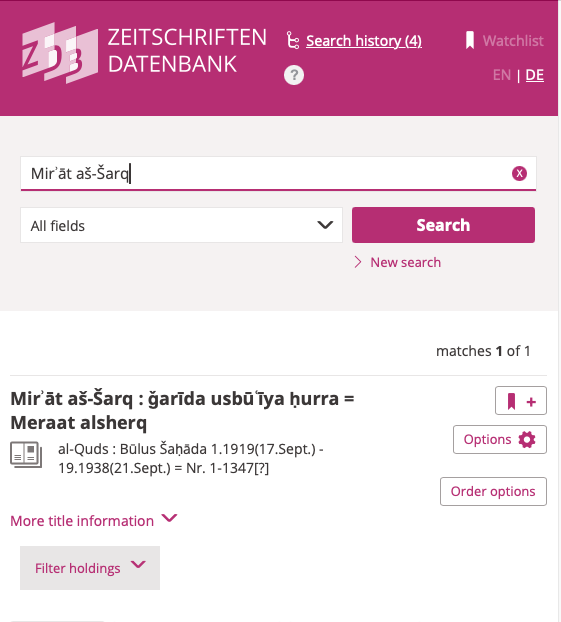 ZDB
ZEITSCHRIFTEN
DATENBANK
Search history (4)
Watchlist
?
EN | DE
Mirʾāt aš-Šarq
X
All fields
Search
New search
matches 1 of 1
Mirʾāt aš-Šarq : ǧarīda usbūʿīya ḥurra =
Meraat alsherq
+
al-Quds : Būlus Šaḥāda 1.1919(17.Sept.) -
19.1938(21.Sept.) = Nr. 1-1347[?]
Options
Order options
More title information
Filter holdings